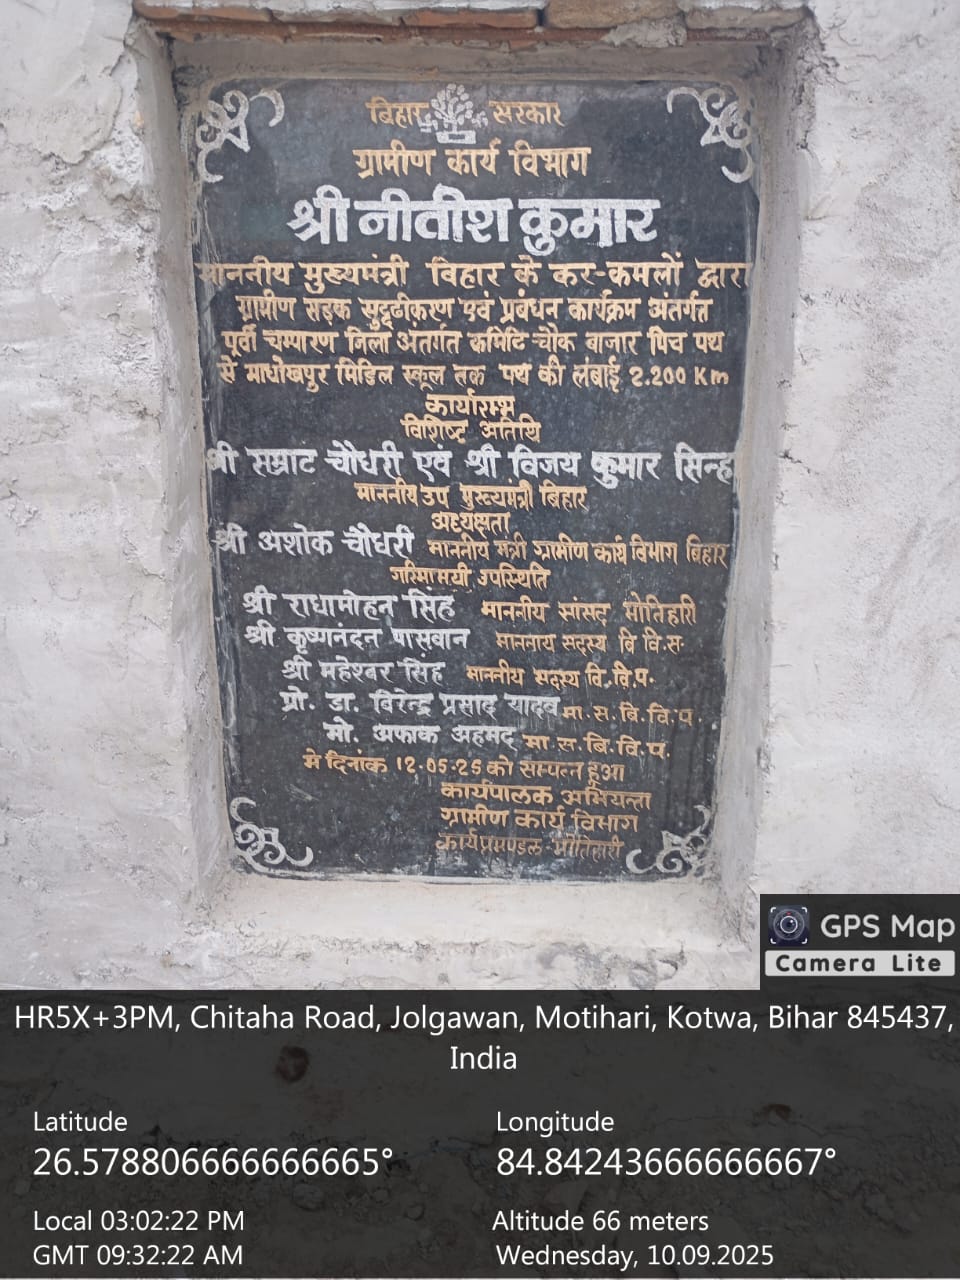 बिहार सरकार
ग्रामीण कार्य विभाग
श्री नीतीश कुमार
माननीय मुख्यमंत्री बिहार के कर-कमलों द्वारा
ग्रामीण सड़क सुदृढीकरण एवं प्रबंधन कार्यक्रम अंतर्गत
पूर्वी चम्पारण जिला अंतर्गत कमिटि चौक बाजार पिच पथ
से माधोखपुर मिडिल स्कूल तक पथ की लंबाई 2.200 Km
कार्यारम्भ
विशिष्ट अतिथि
श्री सम्राट चौधरी एवं श्री विजय कुमार सिन्हा
माननीय उप मुख्यमंत्री बिहार
अध्यक्षता
श्री अशोक चौधरी माननीय मंत्री ग्रामीण कार्य विभाग बिहार
गरिमामयी उपस्थिति
श्री राधामोहन सिंह माननीय सांसद मोतिहारी
श्री कृष्णनंदन पासवान माननीय सदस्य बि वि.स.
श्री महेश्वर सिंह माननीय सदस्य बि.वि.प.
प्रो. डा. विरेन्द्र प्रसाद यादव मा.स.बि.वि.प.
मो. अफाक अहमद मा.स.बि.वि.प.
मे दिनांक 12.05.25 को सम्पन्न हुआ
कार्यपालक अभियन्ता
ग्रामीण कार्य विभाग
कार्यप्रमण्डल-मोतिहारी
GPS Map
Camera Lite
HR5X+3PM, Chitaha Road, Jolgawan, Motihari, Kotwa, Bihar 845437,
India
Latitude
26.578806666666665°
Longitude
84.84243666666667°
Local 03:02:22 PM
GMT 09:32:22 AM
Altitude 66 meters
Wednesday, 10.09.2025